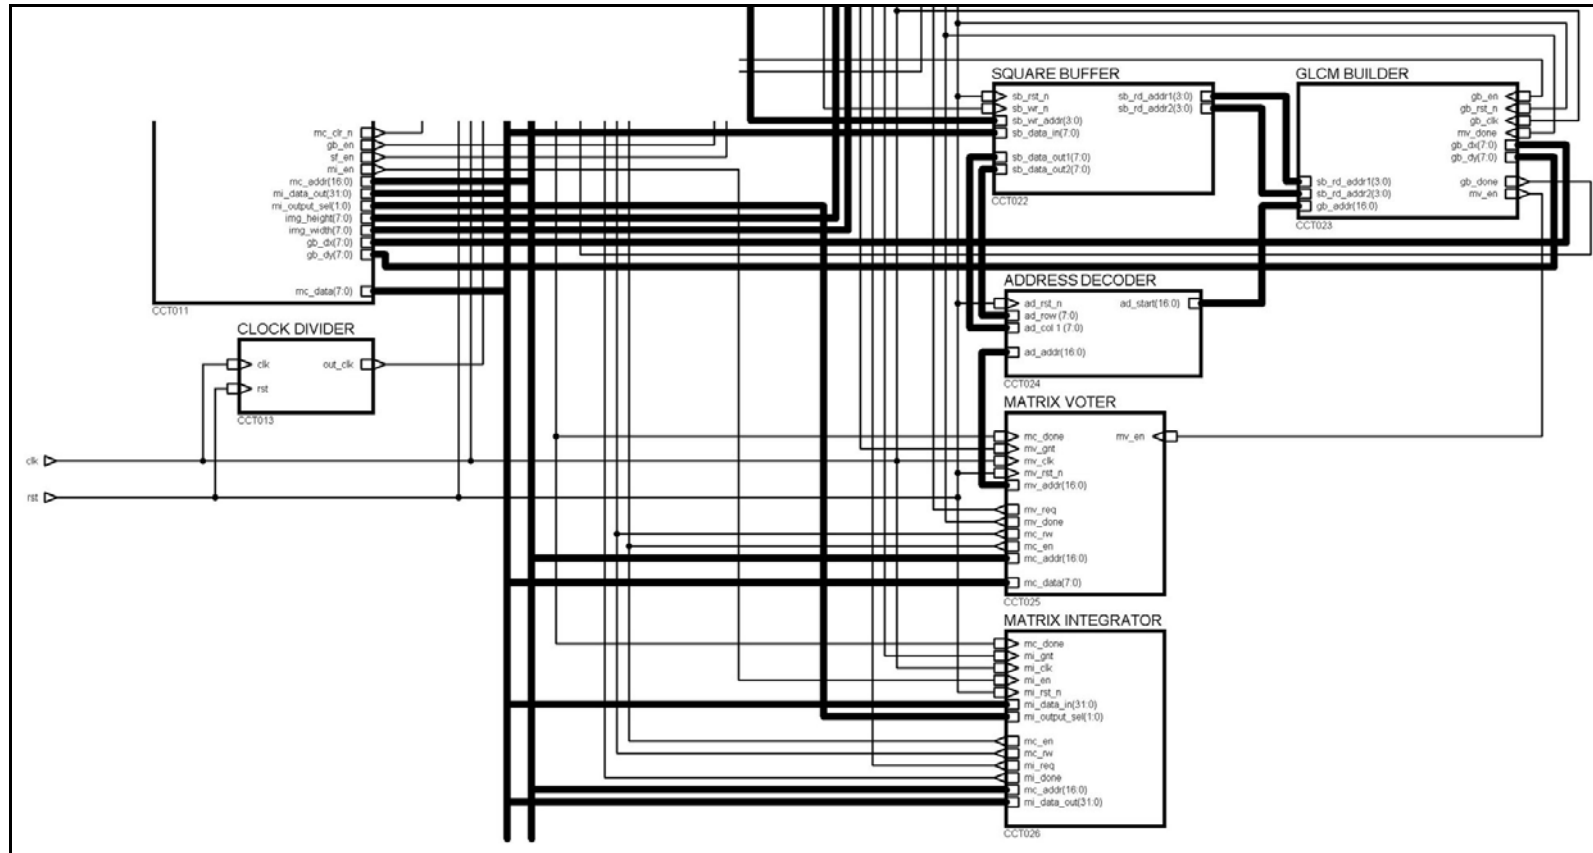 mc_clr_n
gb_en
sf_en
mi_en
mc_addr(16:0)
mi_data_out(31:0)
mi_output_sel(1:0)
img_height(7:0)
img_width(7:0)
gb_dx(7:0)
gb_dy(7:0)
mc_data(7:0)
CCT011
CLOCK DIVIDER
clk
out_clk
rst
CCT013
clk
rst
SQUARE BUFFER
sb_rst_n
sb_rd_addr1(3:0)
sb_wr_n
sb_rd_addr2(3:0)
sb_wr_addr(3:0)
sb_data_in(7:0)
sb_data_out1(7:0)
sb_data_out2(7:0)
CCT022
GLCM BUILDER
gb_en
gb_rst_n
gb_clk
mv_done
gb_dx(7:0)
gb_dy(7:0)
sb_rd_addr1(3:0)
gb_done
sb_rd_addr2(3:0)
mv_en
gb_addr(16:0)
CCT023
ADDRESS DECODER
ad_rst_n
ad_start(16:0)
ad_row (7:0)
ad_col 1 (7:0)
ad_addr(16:0)
CCT024
MATRIX VOTER
mc_done
mv_en
mv_gnt
mv_clk
mv_rst_n
mv_addr(16:0)
mv_req
mv_done
mc_rw
mc_en
mc_addr(16:0)
mc_data(7:0)
CCT025
MATRIX INTEGRATOR
mc_done
mi_gnt
mi_clk
mi_en
mi_rst_n
mi_data_in(31:0)
mi_output_sel(1:0)
mc_en
mc_rw
mi_req
mi_done
mc_addr(16:0)
mi_data_out(31:0)
CCT026